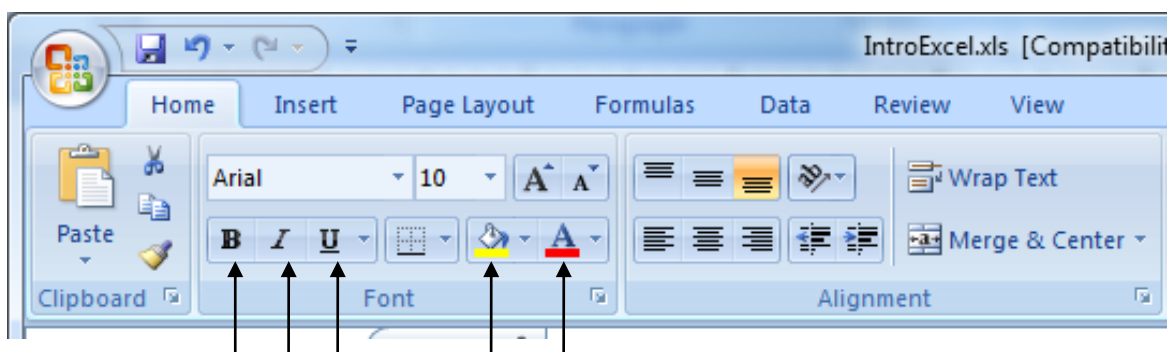 IntroExcel.xls [Compatibilit
Home Insert Page Layout Formulas Data Review View
Arial 10 A A Wrap Text
Paste B I U A Merge & Center
Clipboard Font Alignment